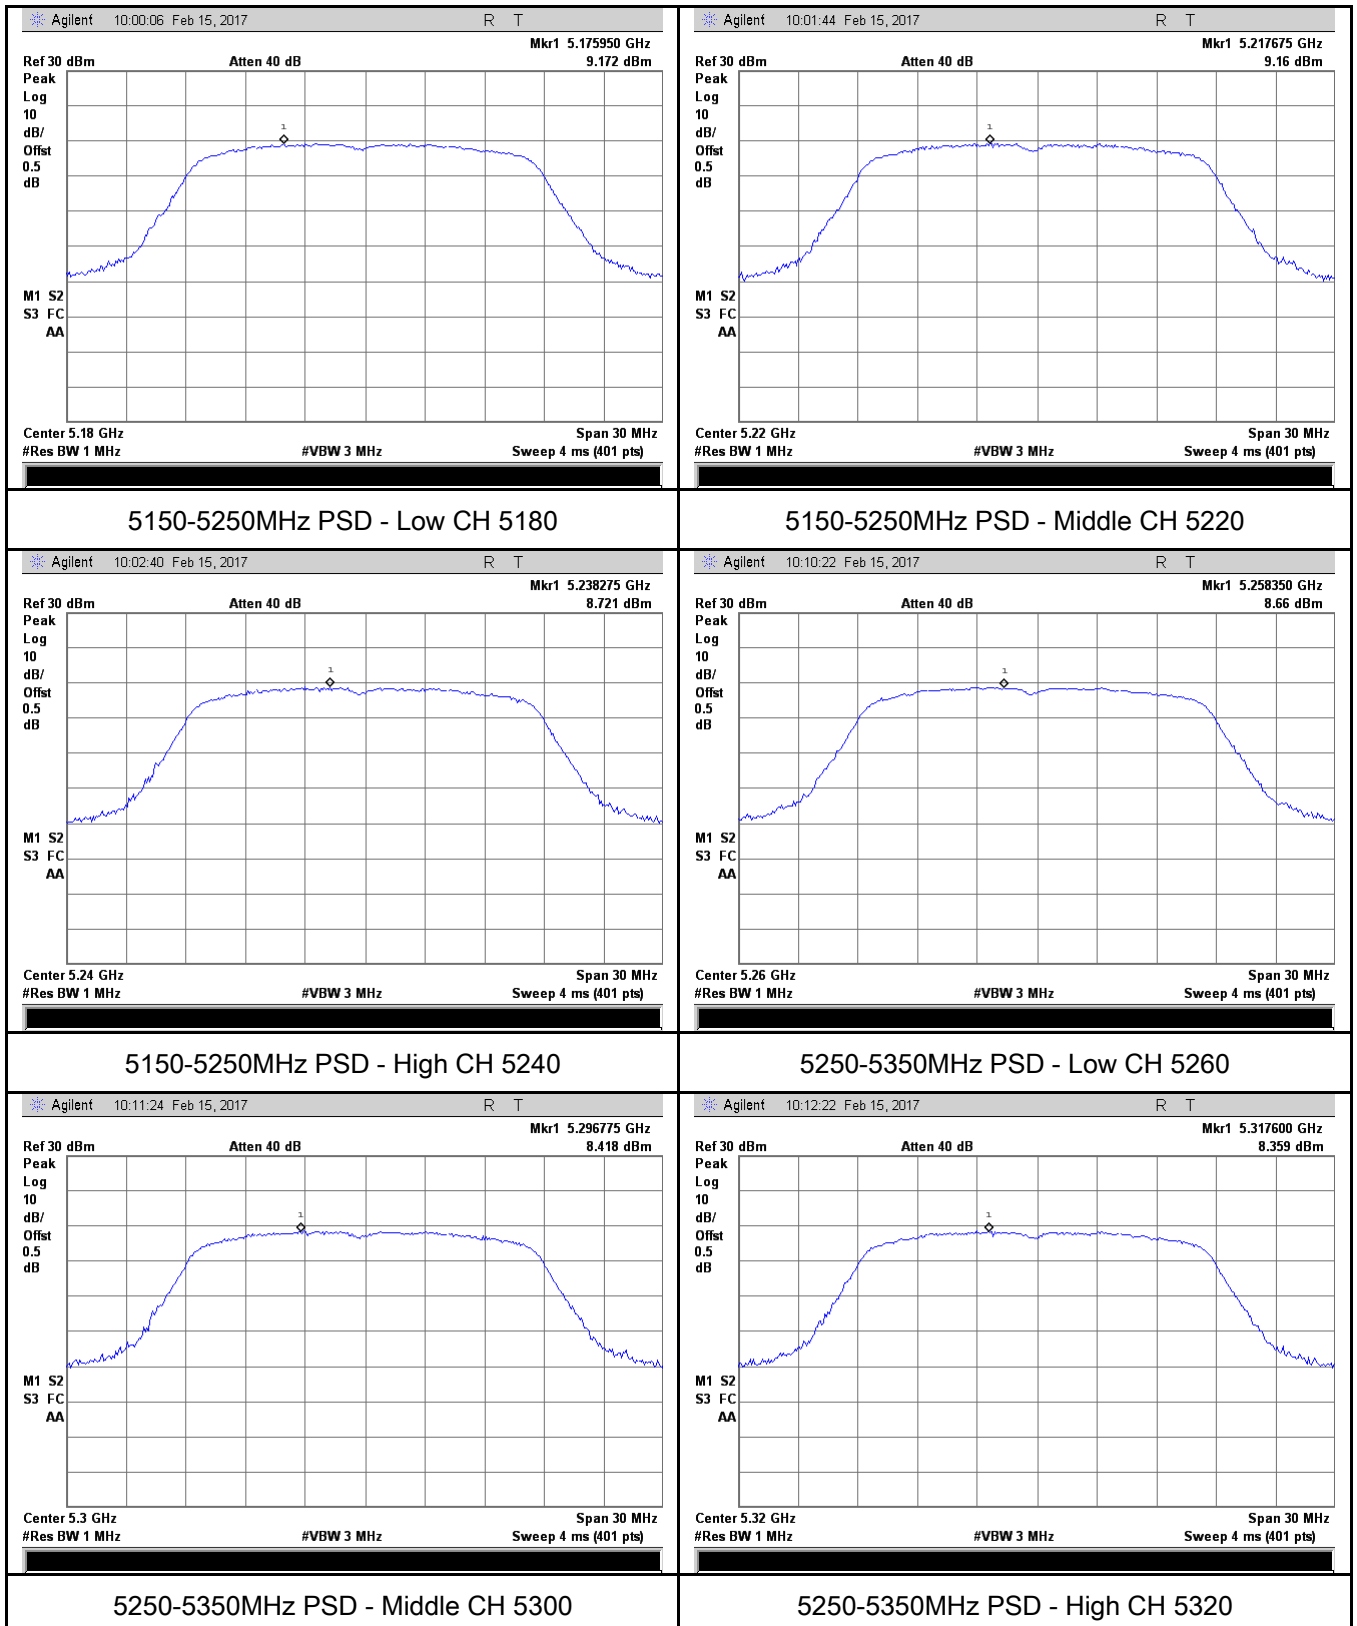 Agilent 10:00:06 Feb 15, 2017 R T
Mkr1 5.175950 GHz
Ref 30 dBm Atten 40 dB 9.172 dBm
Peak
Log
10
dB/
Offst
0.5
dB
1
M1 S2
S3 FC
AA
Center 5.18 GHz Span 30 MHz
#Res BW 1 MHz #VBW 3 MHz Sweep 4 ms (401 pts)
5150-5250MHz PSD - Low CH 5180
Agilent 10:01:44 Feb 15, 2017 R T
Mkr1 5.217675 GHz
Ref 30 dBm Atten 40 dB 9.16 dBm
Peak
Log
10
dB/
Offst
0.5
dB
1
M1 S2
S3 FC
AA
Center 5.22 GHz Span 30 MHz
#Res BW 1 MHz #VBW 3 MHz Sweep 4 ms (401 pts)
5150-5250MHz PSD - Middle CH 5220
Agilent 10:02:40 Feb 15, 2017 R T
Mkr1 5.238275 GHz
Ref 30 dBm Atten 40 dB 8.721 dBm
Peak
Log
10
dB/
Offst
0.5
dB
1
M1 S2
S3 FC
AA
Center 5.24 GHz Span 30 MHz
#Res BW 1 MHz #VBW 3 MHz Sweep 4 ms (401 pts)
5150-5250MHz PSD - High CH 5240
Agilent 10:10:22 Feb 15, 2017 R T
Mkr1 5.258350 GHz
Ref 30 dBm Atten 40 dB 8.66 dBm
Peak
Log
10
dB/
Offst
0.5
dB
1
M1 S2
S3 FC
AA
Center 5.26 GHz Span 30 MHz
#Res BW 1 MHz #VBW 3 MHz Sweep 4 ms (401 pts)
5250-5350MHz PSD - Low CH 5260
Agilent 10:11:24 Feb 15, 2017 R T
Mkr1 5.296775 GHz
Ref 30 dBm Atten 40 dB 8.418 dBm
Peak
Log
10
dB/
Offst
0.5
dB
1
M1 S2
S3 FC
AA
Center 5.3 GHz Span 30 MHz
#Res BW 1 MHz #VBW 3 MHz Sweep 4 ms (401 pts)
5250-5350MHz PSD - Middle CH 5300
Agilent 10:12:22 Feb 15, 2017 R T
Mkr1 5.317600 GHz
Ref 30 dBm Atten 40 dB 8.359 dBm
Peak
Log
10
dB/
Offst
0.5
dB
1
M1 S2
S3 FC
AA
Center 5.32 GHz Span 30 MHz
#Res BW 1 MHz #VBW 3 MHz Sweep 4 ms (401 pts)
5250-5350MHz PSD - High CH 5320